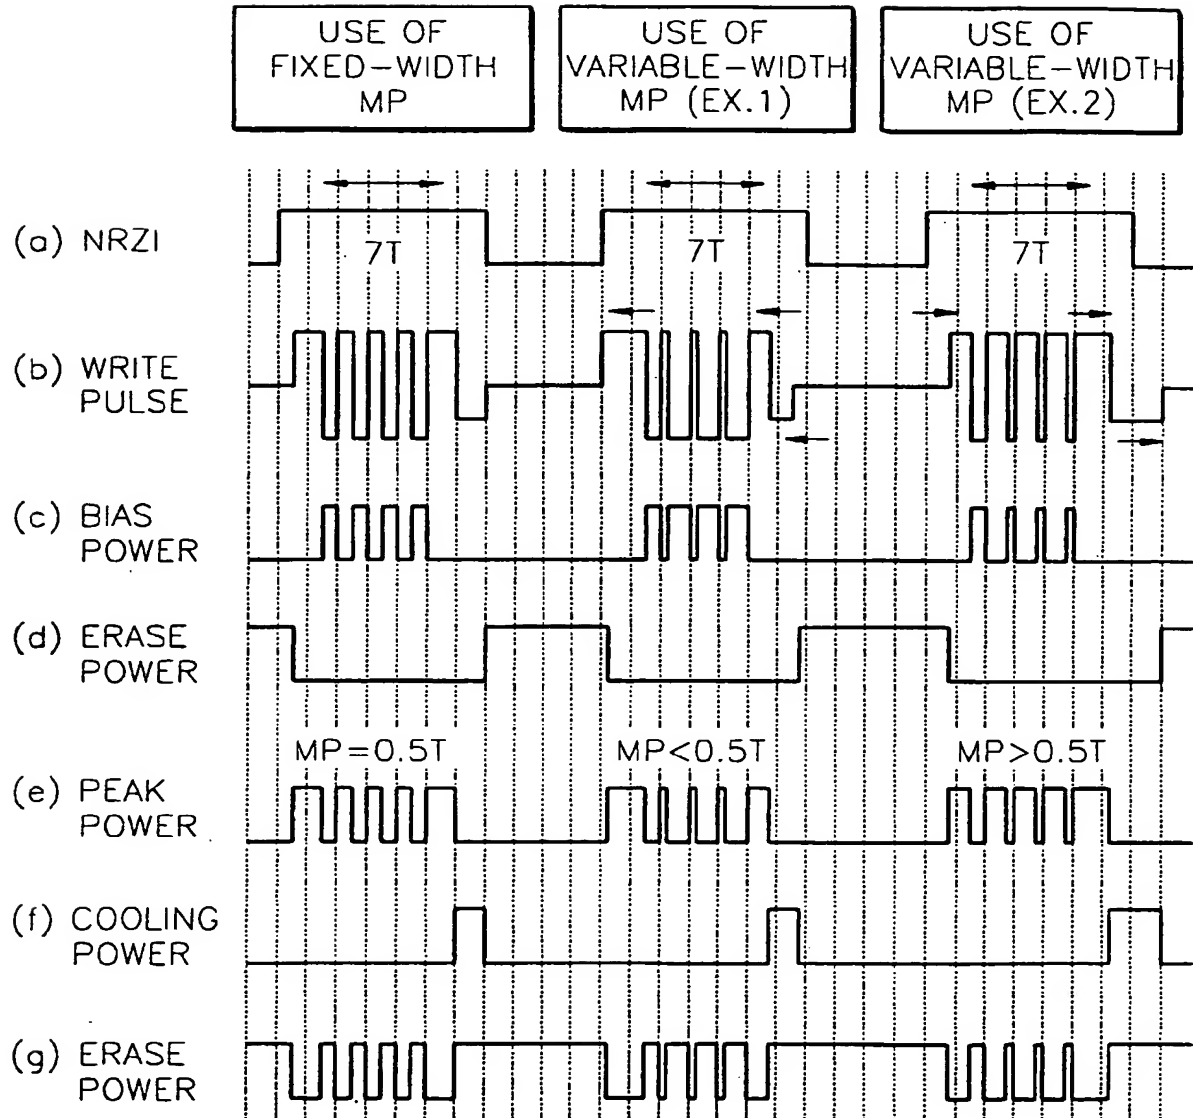 USE OF
FIXED-WIDTH
MP
USE OF
VARIABLE-WIDTH
MP (EX.1)
USE OF
VARIABLE-WIDTH
MP (EX.2)
(a) NRZI
7T
7T
7T
(b) WRITE
PULSE
(c) BIAS
POWER
(d) ERASE
POWER
MP=0.5T
MP<0.5T
MP>0.5T
(e) PEAK
POWER
(f) COOLING
POWER
(g) ERASE
POWER